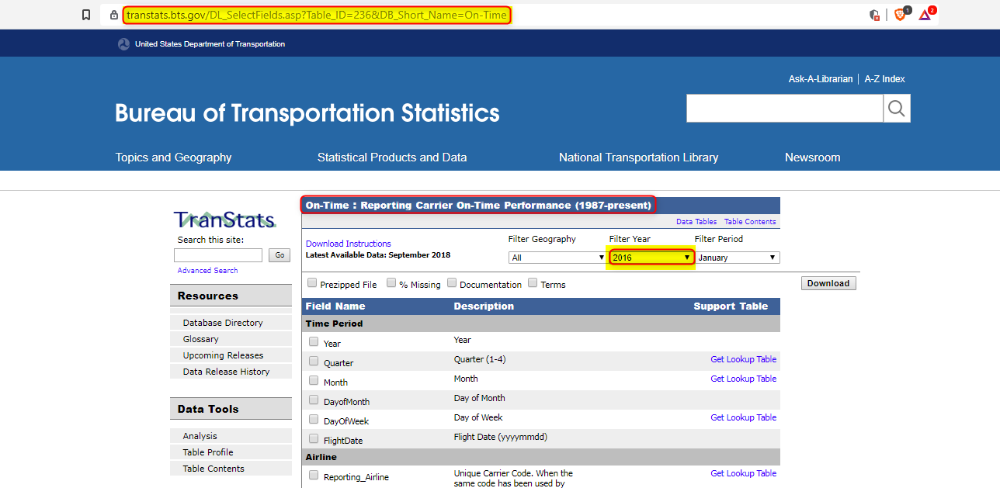 transtats.bts.gov/DL_SelectFields.asp?Table_ID=236&DB_Short_Name=On-Time
1
2
United States Department of Transportation
Ask-A-Librarian
A-Z Index
Bureau of Transportation Statistics
Topics and Geography
Statistical Products and Data
National Transportation Library
Newsroom
TranStats
Search this site:
Go
Advanced Search
Resources
Database Directory
Glossary
Upcoming Releases
Data Release History
Data Tools
Analysis
Table Profile
Table Contents
On-Time : Reporting Carrier On-Time Performance (1987-present)
Data Tables Table Contents
Download Instructions
Latest Available Data: September 2018
Filter Geography Filter Year Filter Period
All 2016 January
Prezipped File % Missing Documentation Terms
Download
Field Name Description Support Table
Time Period
Year Year
Quarter Quarter (1-4) Get Lookup Table
Month Month Get Lookup Table
DayofMonth Day of Month
DayOfWeek Day of Week Get Lookup Table
FlightDate Flight Date (yyyymmdd)
Airline
Reporting_Airline Unique Carrier Code. When the Get Lookup Table
same code has been used by